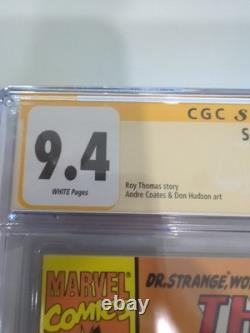 CGC S
9.4
WHITE Pages
Roy Thomas story
Andre Coates & Don Hudson art
MARVEL
COMICS
DR. STRANGE, WO
TH